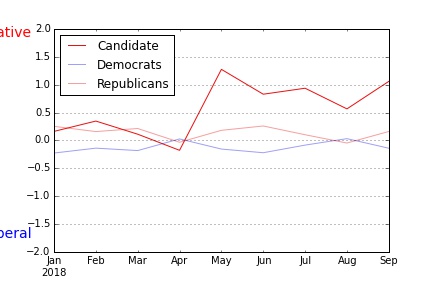 2.0
ative
Candidate
Democrats
Republicans
1.5
1.0
0.5
0.0
−0.5
−1.0
−1.5
peral
−2.0
Jan Feb Mar Apr May Jun Jul Aug Sep
2018